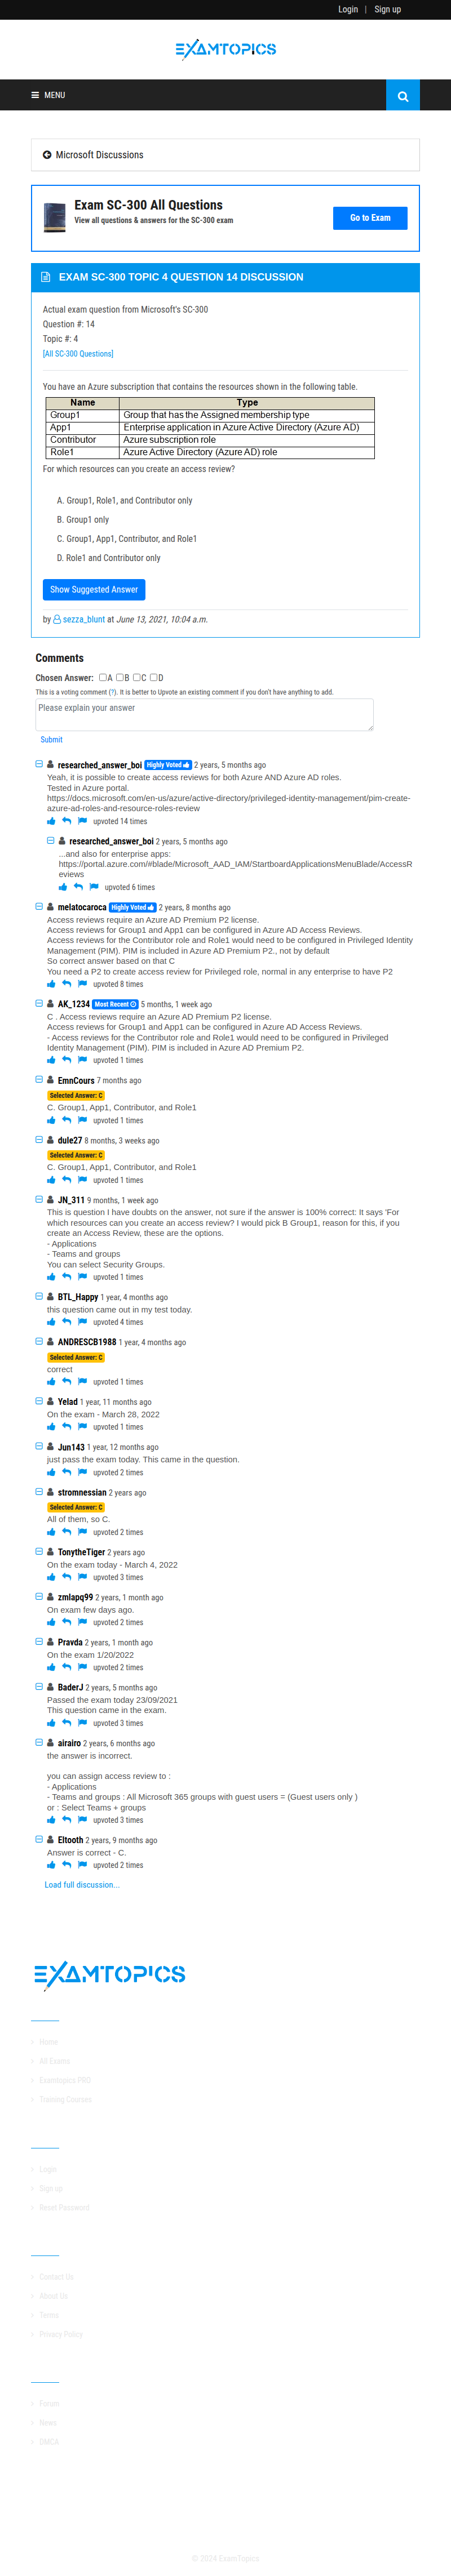 Login | Sign up
EXAMTOPICS
MENU
Microsoft Discussions
Exam SC-300 All Questions
View all questions & answers for the SC-300 exam
Go to Exam
EXAM SC-300 TOPIC 4 QUESTION 14 DISCUSSION
Actual exam question from Microsoft's SC-300
Question #: 14
Topic #: 4
[All SC-300 Questions]
You have an Azure subscription that contains the resources shown in the following table.
Name Type
Group1 Group that has the Assigned membership type
App1 Enterprise application in Azure Active Directory (Azure AD)
Contributor Azure subscription role
Role1 Azure Active Directory (Azure AD) role
For which resources can you create an access review?
A. Group1, Role1, and Contributor only
B. Group1 only
C. Group1, App1, Contributor, and Role1
D. Role1 and Contributor only
Show Suggested Answer
by sezza_blunt at June 13, 2021, 10:04 a.m.
Comments
Chosen Answer: A B C D
This is a voting comment (?). It is better to Upvote an existing comment if you don't have anything to add.
Please explain your answer
Submit
researched_answer_boi Highly Voted 2 years, 5 months ago
Yeah, it is possible to create access reviews for both Azure AND Azure AD roles.
Tested in Azure portal.
https://docs.microsoft.com/en-us/azure/active-directory/privileged-identity-management/pim-create-
azure-ad-roles-and-resource-roles-review
upvoted 14 times
researched_answer_boi 2 years, 5 months ago
...and also for enterprise apps:
https://portal.azure.com/#blade/Microsoft_AAD_IAM/StartboardApplicationsMenuBlade/AccessR
eviews
upvoted 6 times
melatocaroca Highly Voted 2 years, 8 months ago
Access reviews require an Azure AD Premium P2 license.
Access reviews for Group1 and App1 can be configured in Azure AD Access Reviews.
Access reviews for the Contributor role and Role1 would need to be configured in Privileged Identity
Management (PIM). PIM is included in Azure AD Premium P2., not by default
So correct answer based on that C
You need a P2 to create access review for Privileged role, normal in any enterprise to have P2
upvoted 8 times
AK_1234 Most Recent 5 months, 1 week ago
C . Access reviews require an Azure AD Premium P2 license.
Access reviews for Group1 and App1 can be configured in Azure AD Access Reviews.
- Access reviews for the Contributor role and Role1 would need to be configured in Privileged
Identity Management (PIM). PIM is included in Azure AD Premium P2.
upvoted 1 times
EmnCours 7 months ago
Selected Answer: C
C. Group1, App1, Contributor, and Role1
upvoted 1 times
dule27 8 months, 3 weeks ago
Selected Answer: C
C. Group1, App1, Contributor, and Role1
upvoted 1 times
JN_311 9 months, 1 week ago
This is question I have doubts on the answer, not sure if the answer is 100% correct: It says 'For
which resources can you create an access review? I would pick B Group1, reason for this, if you
create an Access Review, these are the options.
- Applications
- Teams and groups
You can select Security Groups.
upvoted 1 times
BTL_Happy 1 year, 4 months ago
this question came out in my test today.
upvoted 4 times
ANDRESCB1988 1 year, 4 months ago
Selected Answer: C
correct
upvoted 1 times
Yelad 1 year, 11 months ago
On the exam - March 28, 2022
upvoted 1 times
Jun143 1 year, 12 months ago
just pass the exam today. This came in the question.
upvoted 2 times
stromnessian 2 years ago
Selected Answer: C
All of them, so C.
upvoted 2 times
TonytheTiger 2 years ago
On the exam today - March 4, 2022
upvoted 3 times
zmlapq99 2 years, 1 month ago
On exam few days ago.
upvoted 2 times
Pravda 2 years, 1 month ago
On the exam 1/20/2022
upvoted 2 times
BaderJ 2 years, 5 months ago
Passed the exam today 23/09/2021
This question came in the exam.
upvoted 3 times
airairo 2 years, 6 months ago
the answer is incorrect.
you can assign access review to :
- Applications
- Teams and groups : All Microsoft 365 groups with guest users = (Guest users only )
or : Select Teams + groups
upvoted 3 times
Eltooth 2 years, 9 months ago
Answer is correct - C.
upvoted 2 times
Load full discussion...
EXAMTOPICS
Home
All Exams
Examtopics PRO
Training Courses
Login
Sign up
Reset Password
Contact Us
About Us
Terms
Privacy Policy
Forum
News
DMCA
© 2024 ExamTopics